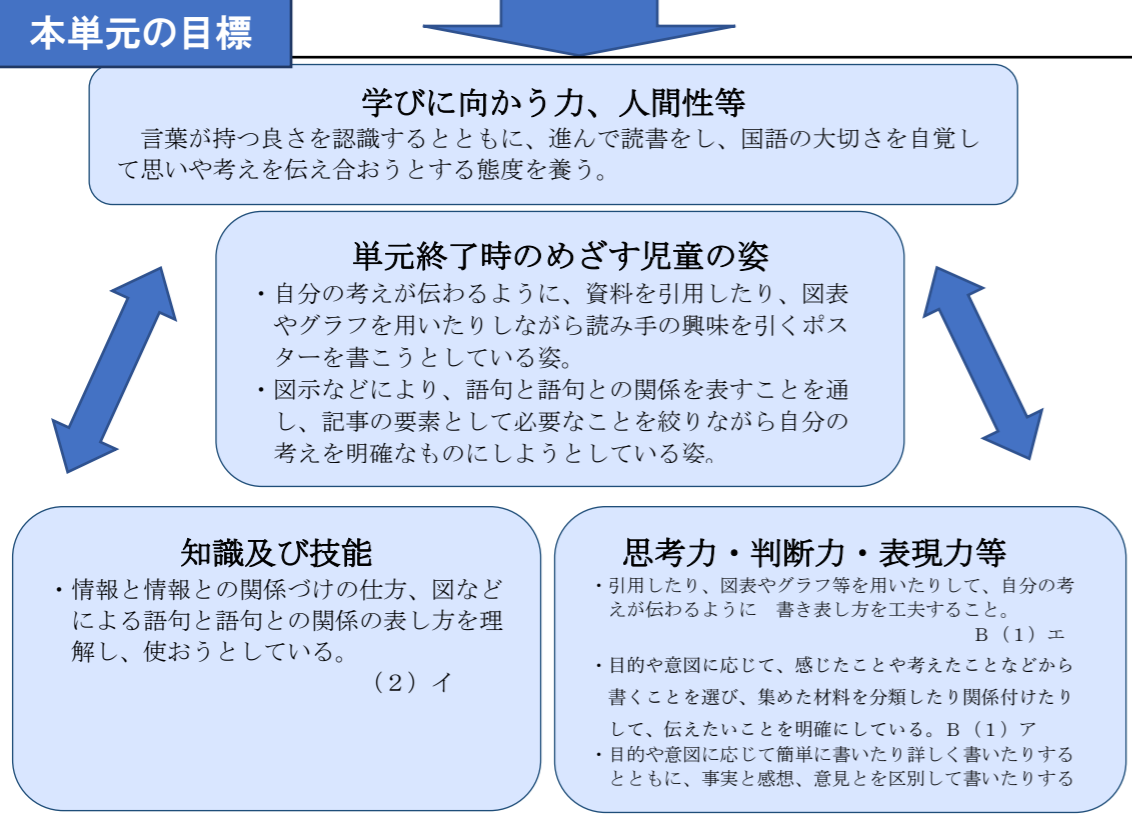 本単元の目標
学びに向かう力、人間性等
言葉が持つ良さを認識するとともに、進んで読書をし、国語の大切さを自覚し
て思いや考えを伝え合おうとする態度を養う。
単元終了時のめざす児童の姿
・自分の考えが伝わるように、資料を引用したり、図表
やグラフを用いたりしながら読み手の興味を引くポス
ターを書こうとしている姿。
・図示などにより、語句と語句との関係を表すことを通
し、記事の要素として必要なことを絞りながら自分の
考えを明確なものにしようとしている姿。
知識及び技能
・情報と情報との関係づけの仕方、図など
による語句と語句との関係の表し方を理
解し、使おうとしている。
（２）イ
思考力・判断力・表現力等
・引用したり、図表やグラフ等を用いたりして、自分の考
えが伝わるように　書き表し方を工夫すること。
Ｂ（１）エ
・目的や意図に応じて、感じたことや考えたことなどから
書くことを選び、集めた材料を分類したり関係付けたり
して、伝えたいことを明確にしている。Ｂ（１）ア
・目的や意図に応じて簡単に書いたり詳しく書いたりする
とともに、事実と感想、意見とを区別して書いたりする